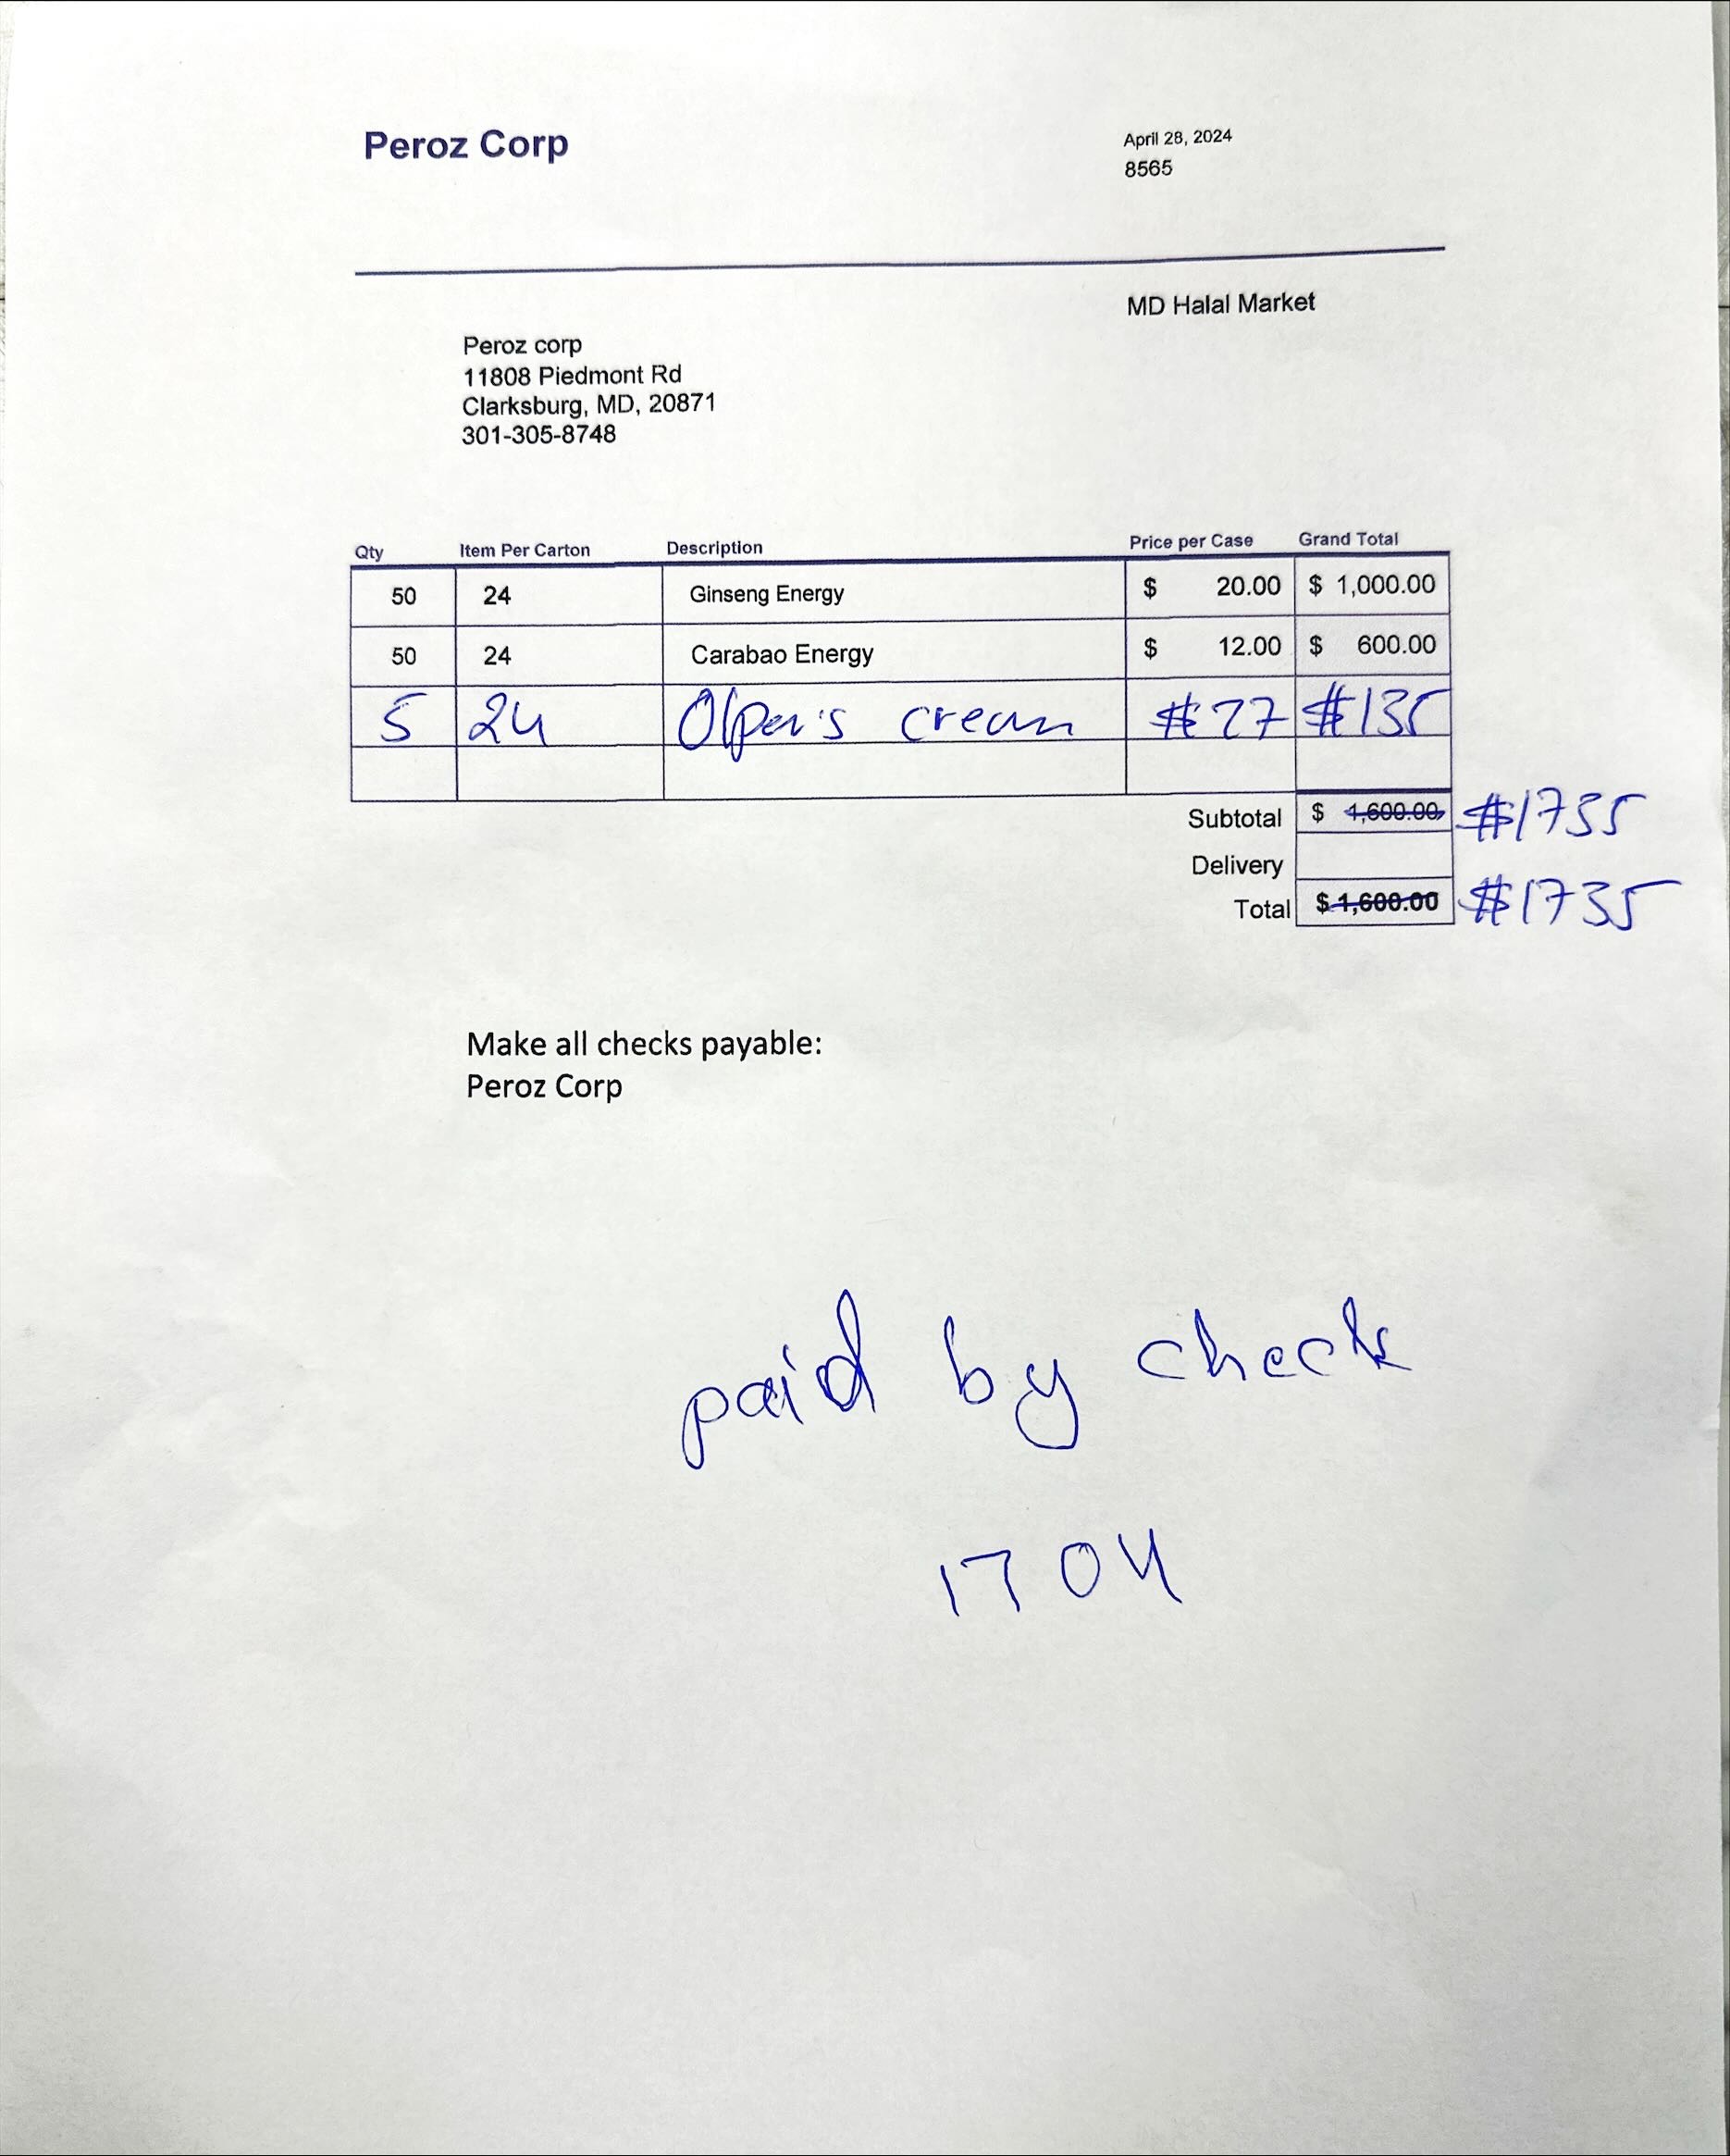 Peroz Corp
April 28, 2024
8565
MD Halal Market
Peroz corp
11808 Piedmont Rd
Clarksburg, MD, 20871
301-305-8748
Qty Item Per Carton Description Price per Case Grand Total
50 24 Ginseng Energy $ 20.00 $ 1,000.00
50 24 Carabao Energy $ 12.00 $ 600.00
5 24 Olper's cream $27 $135
Subtotal $ 1,600.00 $1735
Delivery
Total $ 1,600.00 $1735
Make all checks payable:
Peroz Corp
paid by check
1704